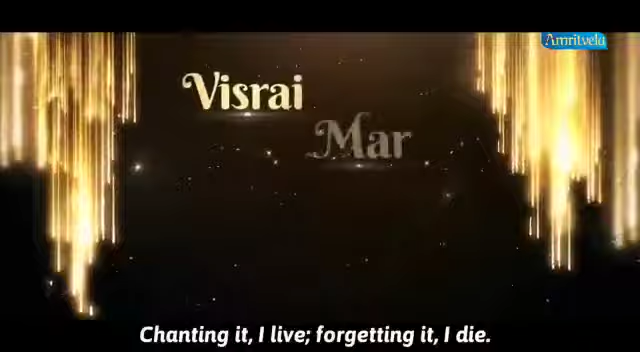 Amritvela
Visrai
Mar
Chanting it, I live; forgetting it, I die.